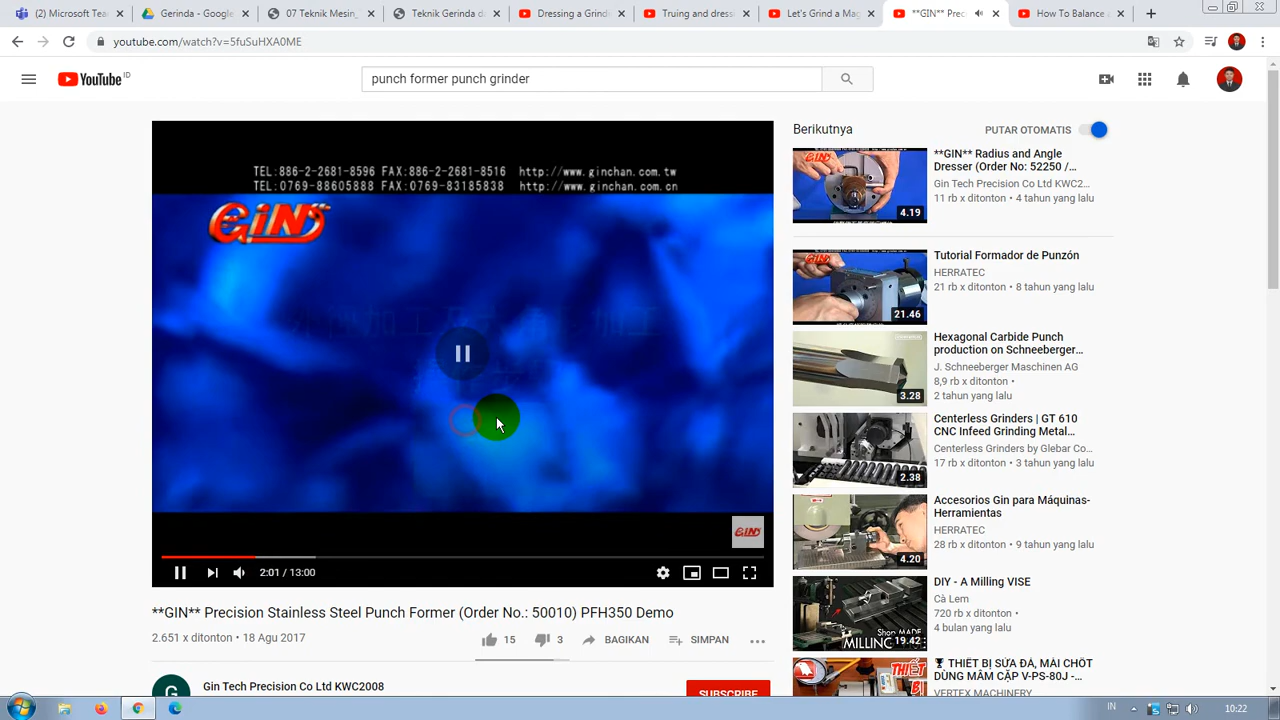 (2) Microsoft Tea
Gerinda
07 Teknik Mesin,
Teknik Gerinda de
Dressing a Grinde
Truing and dressi
Let's Grind a Mag
**GIN** Prec
How To Balance a
youtube.com/watch?v=5fuSuHXA0ME
YouTube ID
punch former punch grinder
TEL:886-2-2681-8596 FAX:886-2-2681-8516 http://www.ginchan.com.tw
TEL:0769-88605888 FAX:0769-83185838 http://www.ginchan.com.cn
GIN
GIN
2:01 / 13:00
**GIN** Precision Stainless Steel Punch Former (Order No.: 50010) PFH350 Demo
2.651 x ditonton • 18 Agu 2017
15
3
BAGIKAN
SIMPAN
G
Gin Tech Precision Co Ltd KWC2008
SUBSCRIBE
Berikutnya
PUTAR OTOMATIS
GIN
4.19
**GIN** Radius and Angle
Dresser (Order No: 52250 /...
Gin Tech Precision Co Ltd KWC2...
11 rb x ditonton • 4 tahun yang lalu
GIN
21.46
Tutorial Formador de Punzón
HERRATEC
21 rb x ditonton • 8 tahun yang lalu
3.28
Hexagonal Carbide Punch
production on Schneeberger...
J. Schneeberger Maschinen AG
8,9 rb x ditonton •
2 tahun yang lalu
2.38
Centerless Grinders | GT 610
CNC Infeed Grinding Metal...
Centerless Grinders by Glebar Co...
17 rb x ditonton • 3 tahun yang lalu
GIN
4.20
Accesorios Gin para Máquinas-
Herramientas
HERRATEC
28 rb x ditonton • 9 tahun yang lalu
Shop MADE
MILLING
19.42
DIY - A Milling VISE
Cà Lem
720 rb x ditonton •
4 bulan yang lalu
THIẾT
BỊ
THIẾT BỊ SỬA ĐÁ, MÀI CHỐT
DÙNG MÂM CẶP V-PS-80J -...
VERTEX MACHINERY
IN
10:22